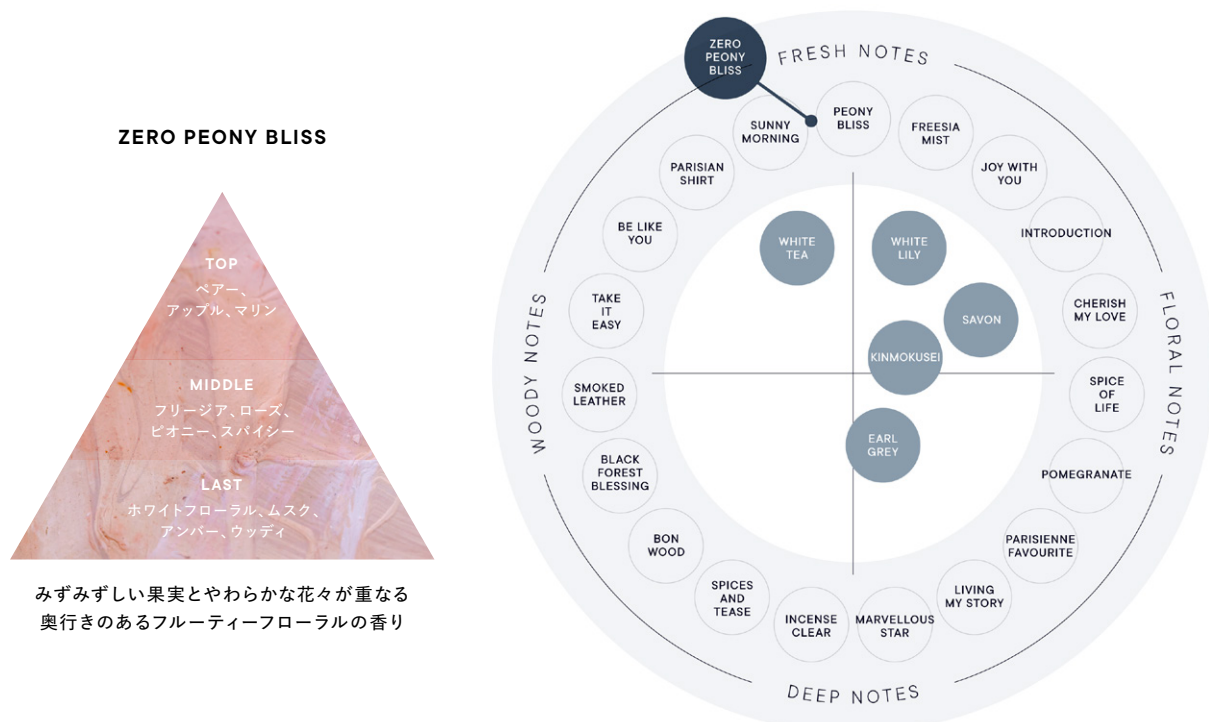 ZERO PEONY BLISS
TOP
ペアー、
アップル、マリン
MIDDLE
フリージア、ローズ、
ピオニー、スパイシー
LAST
ホワイトフローラル、ムスク、
アンバー、ウッディ
みずみずしい果実とやわらかな花々が重なる
奥行きのあるフルーティーフローラルの香り
ZERO
PEONY
BLISS
FRESH NOTES
PEONY
BLISS
FREESIA
MIST
JOY WITH
YOU
INTRODUCTION
CHERISH
MY LOVE
FLORAL NOTES
SPICE
OF
LIFE
POMEGRANATE
PARISIENNE
FAVOURITE
LIVING
MY STORY
MARVELLOUS
STAR
DEEP NOTES
INCENSE
CLEAR
SPICES
AND
TEASE
BON
WOOD
BLACK
FOREST
BLESSING
SMOKED
LEATHER
WOODY NOTES
TAKE
IT
EASY
BE LIKE
YOU
PARISIAN
SHIRT
SUNNY
MORNING
WHITE
TEA
WHITE
LILY
SAVON
KINMOKUSEI
EARL
GREY